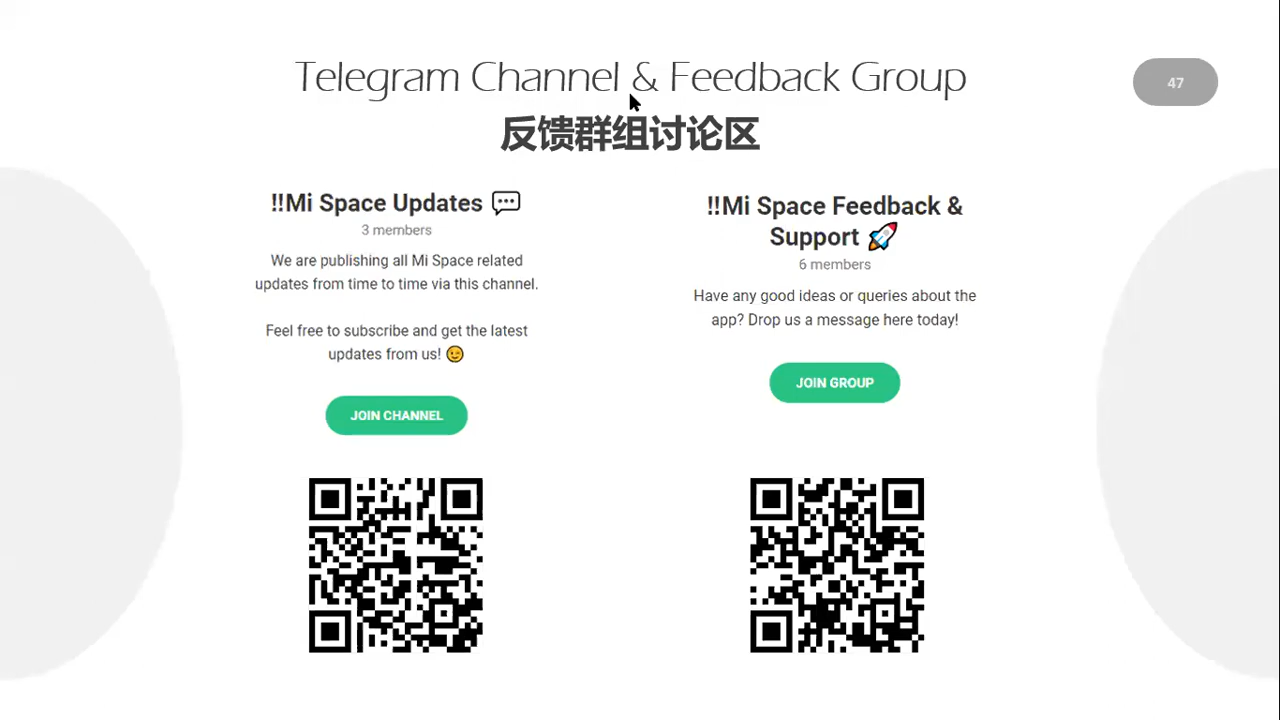 Telegram Channel & Feedback Group
47
反馈群组讨论区
!!Mi Space Updates 💬
3 members
We are publishing all Mi Space related
updates from time to time via this channel.
Feel free to subscribe and get the latest
updates from us! 😉
JOIN CHANNEL
!!Mi Space Feedback &
Support 🚀
6 members
Have any good ideas or queries about the
app? Drop us a message here today!
JOIN GROUP